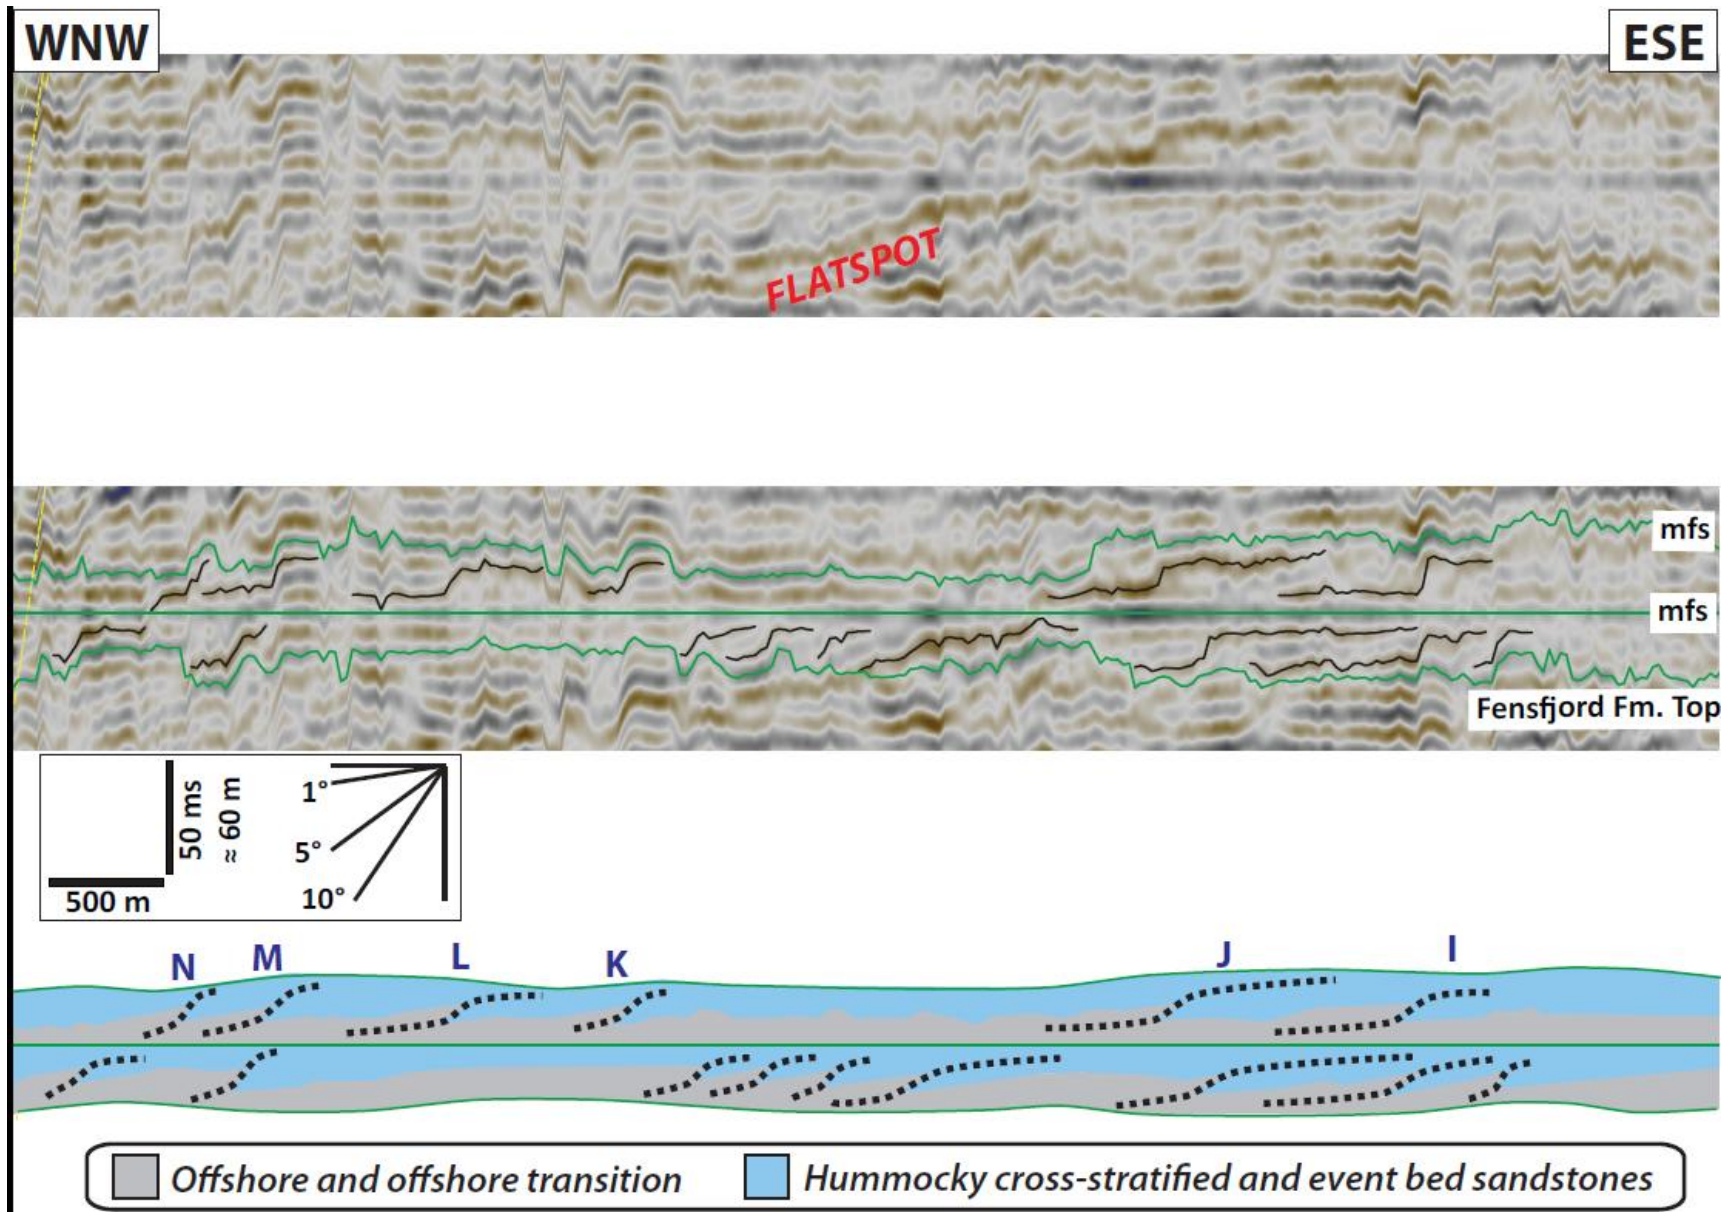 WNW
ESE
FLATSPOT
mfs
mfs
Fensfjord Fm. Top
50 ms
≈ 60 m
500 m
1°
5°
10°
N
M
L
K
J
I
Offshore and offshore transition
Hummocky cross-stratified and event bed sandstones